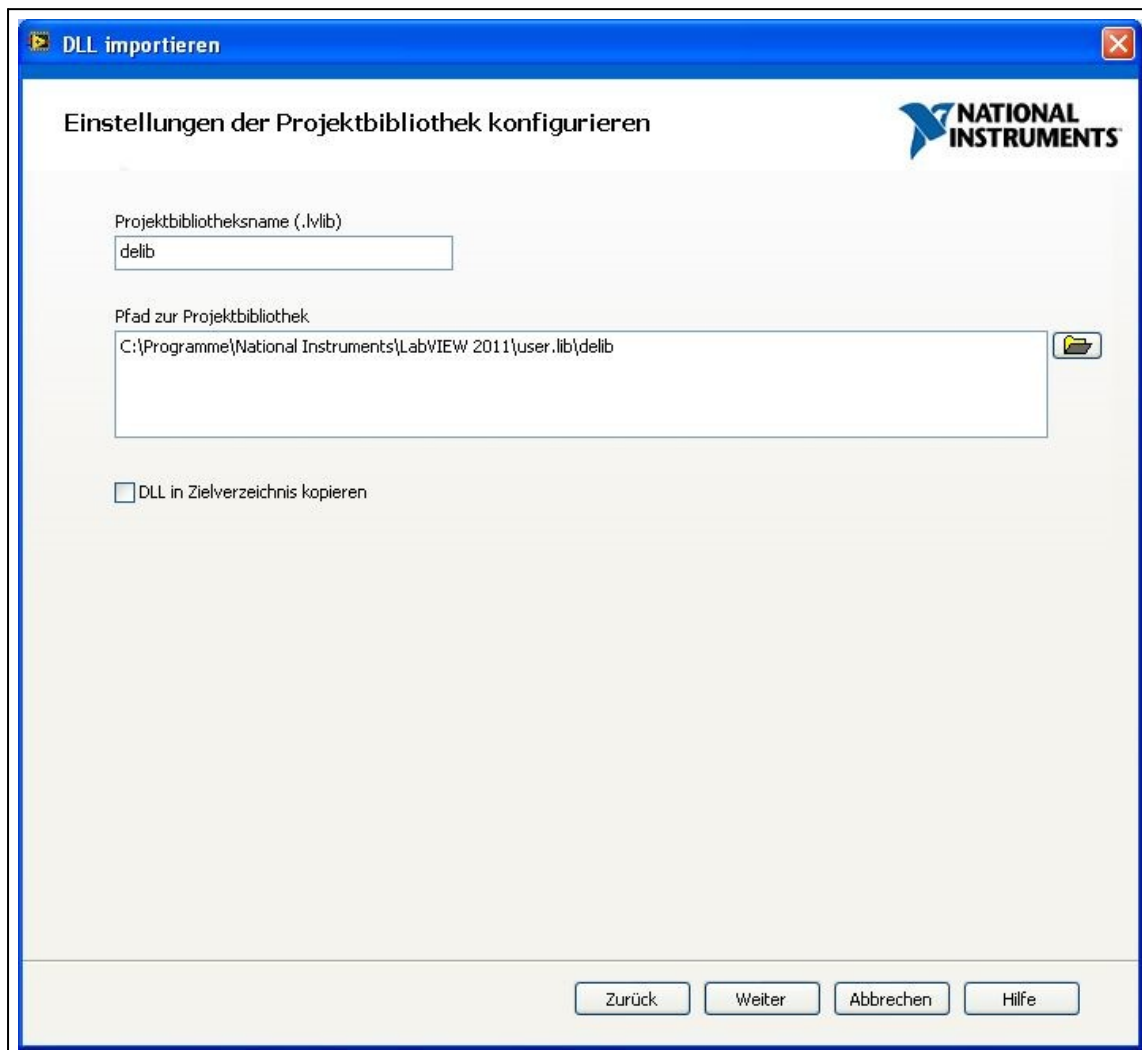 DLL importieren
Einstellungen der Projektbibliothek konfigurieren
NATIONAL
INSTRUMENTS
Projektbibliotheksname (.lvlib)
delib
Pfad zur Projektbibliothek
C:\Programme\National Instruments\LabVIEW 2011\user.lib\delib
DLL in Zielverzeichnis kopieren
Zurück Weiter Abbrechen Hilfe